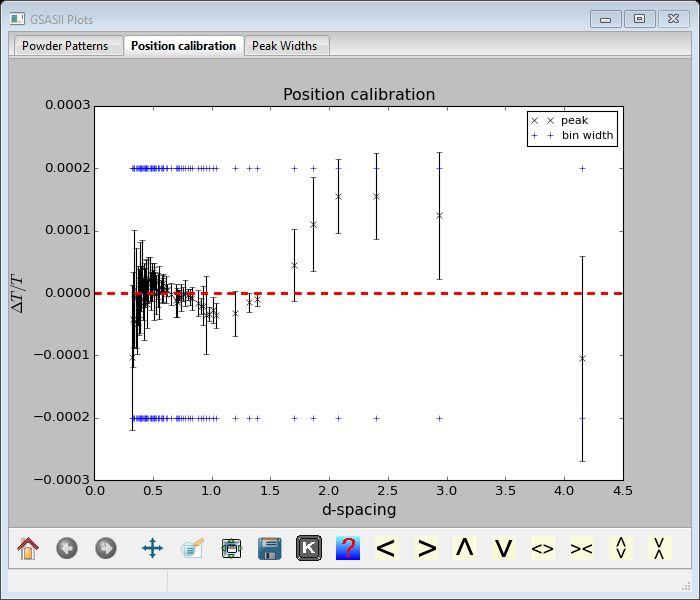 GSASII Plots
Powder Patterns Position calibration Peak Widths
Position calibration
0.0003
0.0002
0.0001
0.0000
−0.0001
−0.0002
−0.0003
ΔT/T
peak
bin width
0.0 0.5 1.0 1.5 2.0 2.5 3.0 3.5 4.0 4.5
d-spacing
K ? < > Λ V <> ><